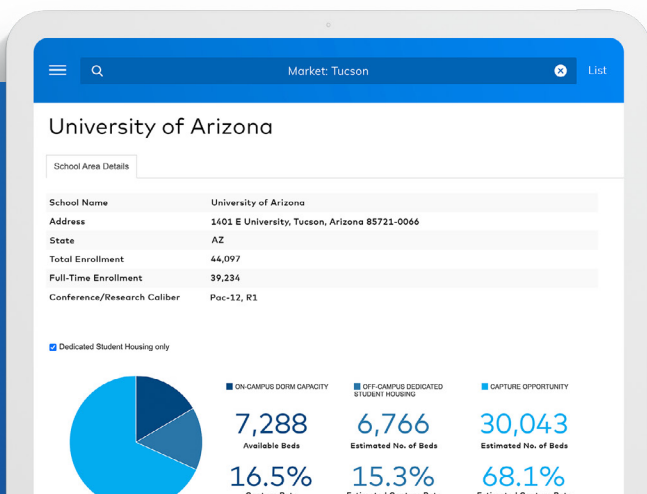 Market: Tucson
List
University of Arizona
School Area Details
School Name University of Arizona
Address 1401 E University, Tucson, Arizona 85721-0066
State AZ
Total Enrollment 44,097
Full-Time Enrollment 39,234
Conference/Research Caliber Pac-12, R1
Dedicated Student Housing only
ON-CAMPUS DORM CAPACITY
OFF-CAMPUS DEDICATED
STUDENT HOUSING
CAPTURE OPPORTUNITY
7,288 6,766 30,043
Available Beds Estimated No. of Beds Estimated No. of Beds
16.5% 15.3% 68.1%